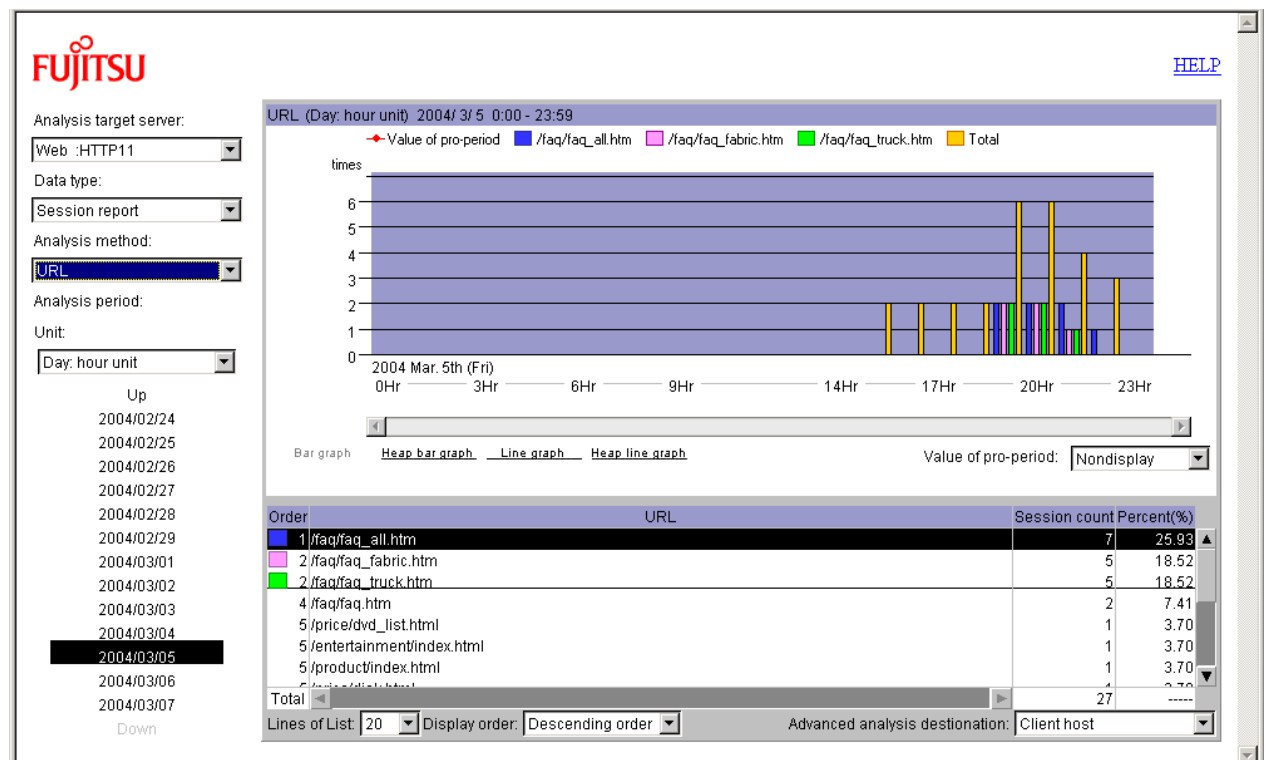 FUJITSU
HELP
Analysis target server:
Web :HTTP11
Data type:
Session report
Analysis method:
URL
Analysis period:
Unit:
Day: hour unit
Up
2004/02/24
2004/02/25
2004/02/26
2004/02/27
2004/02/28
2004/02/29
2004/03/01
2004/03/02
2004/03/03
2004/03/04
2004/03/05
2004/03/06
2004/03/07
Down
URL (Day: hour unit) 2004/ 3/ 5 0:00 - 23:59
Value of pro-period /faq/faq_all.htm /faq/faq_fabric.htm /faq/faq_truck.htm Total
times
6
5
4
3
2
1
0
2004 Mar. 5th (Fri)
0Hr 3Hr 6Hr 9Hr 14Hr 17Hr 20Hr 23Hr
Bar graph Heap bar graph Line graph Heap line graph Value of pro-period: Nondisplay
Order URL Session count Percent(%)
1 /faq/faq_all.htm 7 25.93
2 /faq/faq_fabric.htm 5 18.52
2 /faq/faq_truck.htm 5 18.52
4 /faq/faq.htm 2 7.41
5 /price/dvd_list.html 1 3.70
5 /entertainment/index.html 1 3.70
5 /product/index.html 1 3.70
Total 27 -----
Lines of List: 20 Display order: Descending order Advanced analysis destionation: Client host